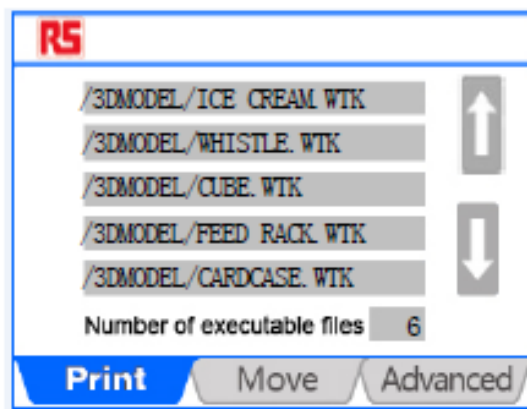 RS
/3DMODEL/ICE CREAM.WTK
/3DMODEL/WHISTLE.WTK
/3DMODEL/CUBE.WTK
/3DMODEL/FEED RACK.WTK
/3DMODEL/CARDCASE.WTK
Number of executable files 6
Print Move Advanced